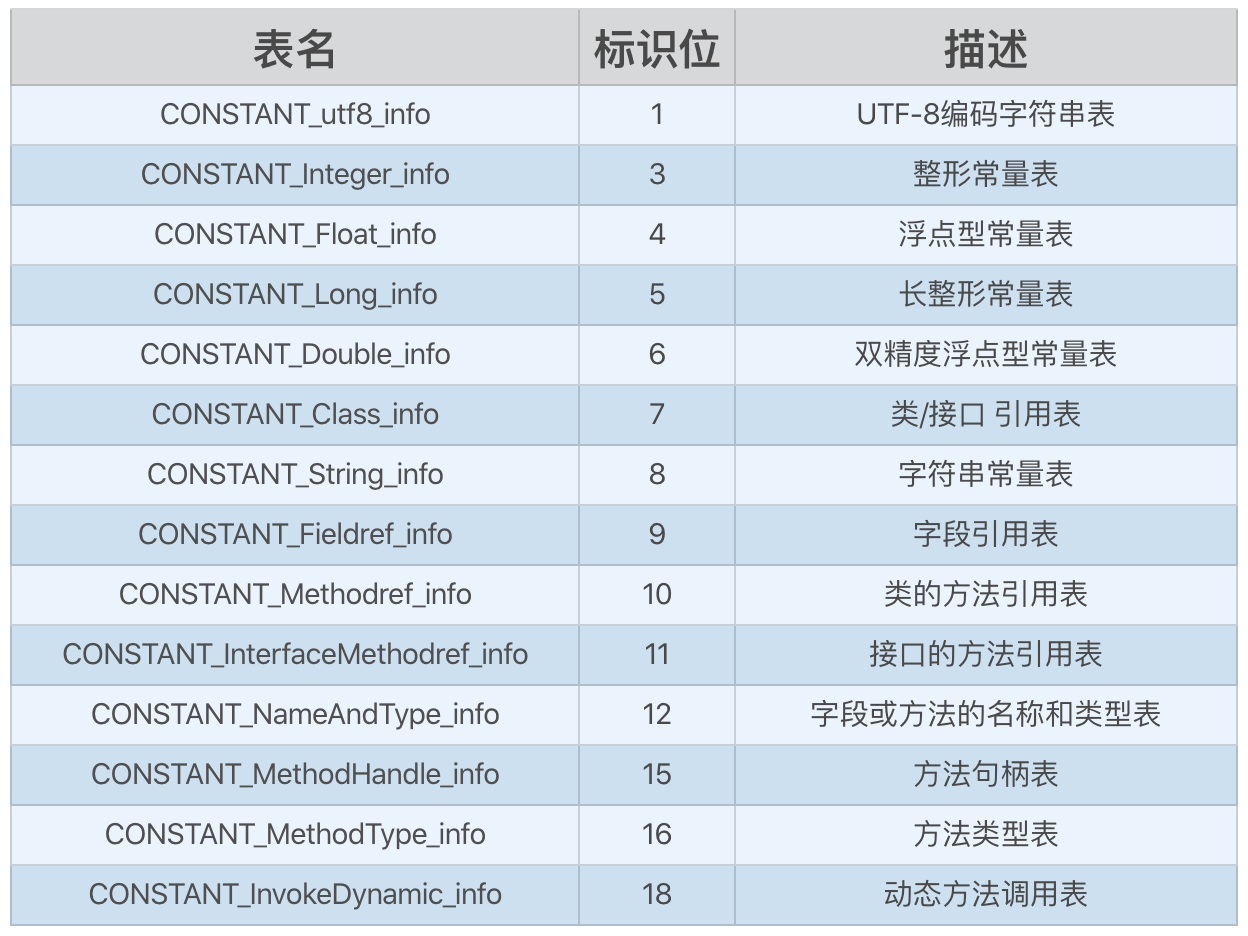 表名 标识位 描述
CONSTANT_utf8_info 1 UTF-8编码字符串表
CONSTANT_Integer_info 3 整形常量表
CONSTANT_Float_info 4 浮点型常量表
CONSTANT_Long_info 5 长整形常量表
CONSTANT_Double_info 6 双精度浮点型常量表
CONSTANT_Class_info 7 类/接口 引用表
CONSTANT_String_info 8 字符串常量表
CONSTANT_Fieldref_info 9 字段引用表
CONSTANT_Methodref_info 10 类的方法引用表
CONSTANT_InterfaceMethodref_info 11 接口的方法引用表
CONSTANT_NameAndType_info 12 字段或方法的名称和类型表
CONSTANT_MethodHandle_info 15 方法句柄表
CONSTANT_MethodType_info 16 方法类型表
CONSTANT_InvokeDynamic_info 18 动态方法调用表